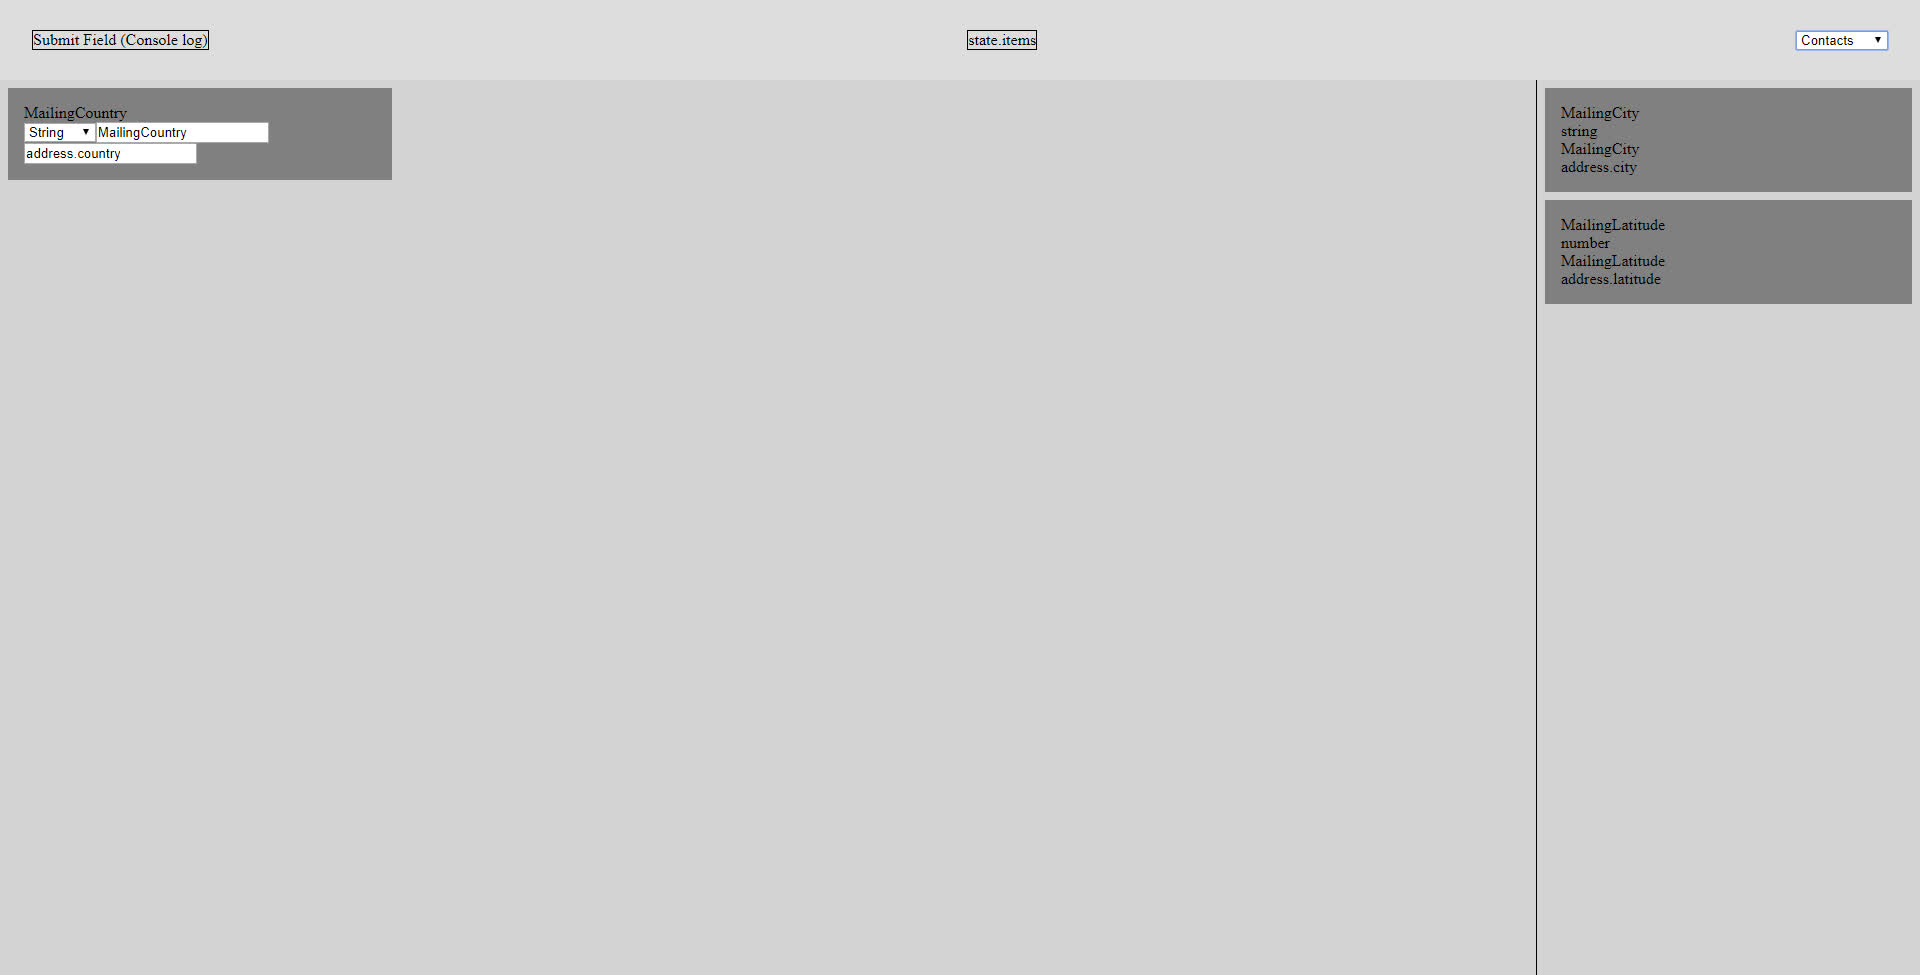 Submit Field (Console log)
state.items
Contacts
MailingCountry
String MailingCountry
address.country
MailingCity
string
MailingCity
address.city
MailingLatitude
number
MailingLatitude
address.latitude